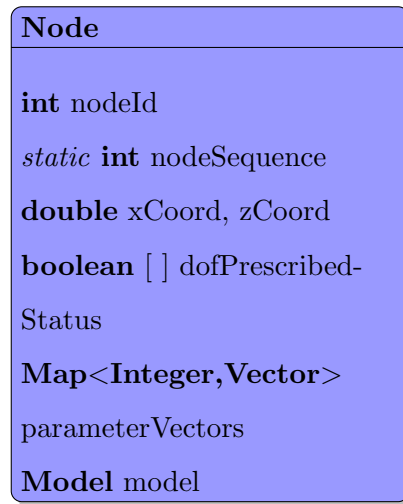 Node
int nodeId
static int nodeSequence
double xCoord, zCoord
boolean [ ] dofPrescribed-
Status
Map<Integer,Vector>
parameterVectors
Model model